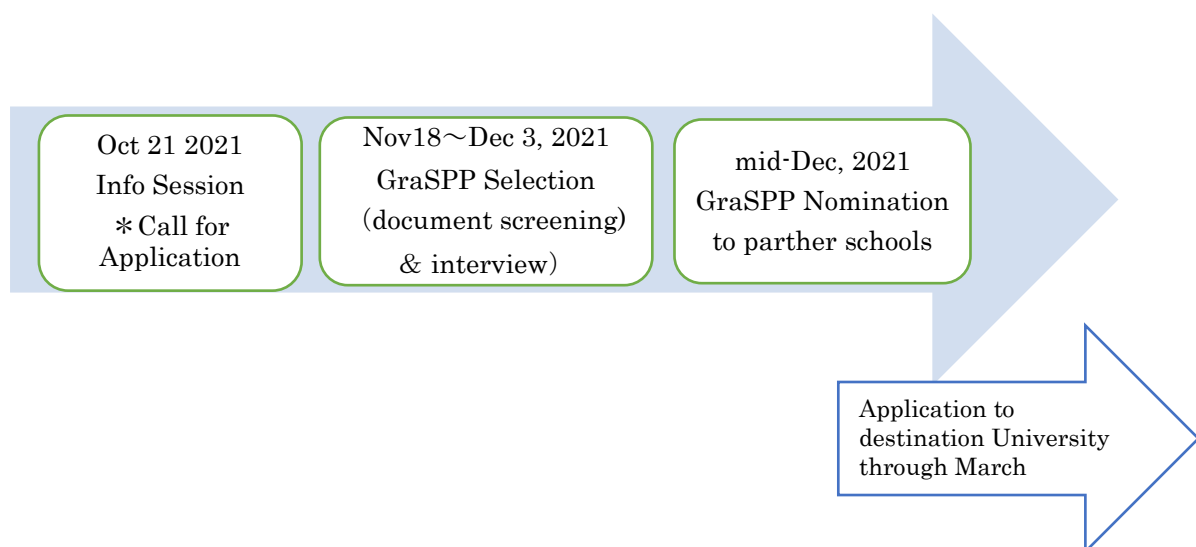 Oct 21 2021
Info Session
＊Call for
Application
Nov18～Dec 3, 2021
GraSPP Selection
（document screening)
＆ interview）
mid-Dec, 2021
GraSPP Nomination
to parther schools
Application to
destination University
through March